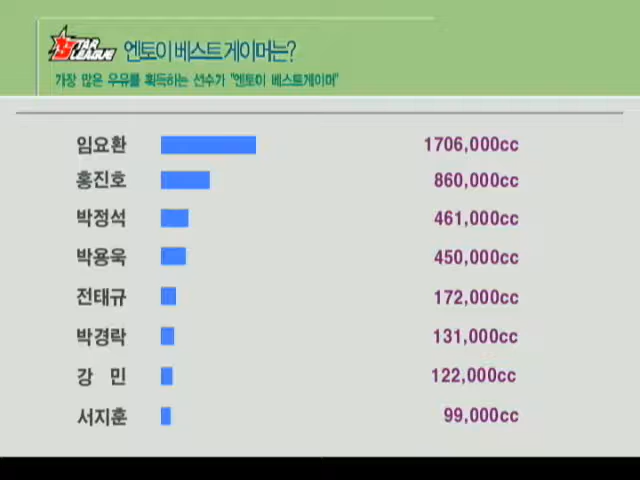 STAR LEAGUE 엔토이 베스트 게이머는?
가장 많은 우유를 획득하는 선수가 "엔토이 베스트게이머"
임요환 1706,000cc
홍진호 860,000cc
박정석 461,000cc
박용욱 450,000cc
전태규 172,000cc
박경락 131,000cc
강 민 122,000cc
서지훈 99,000cc